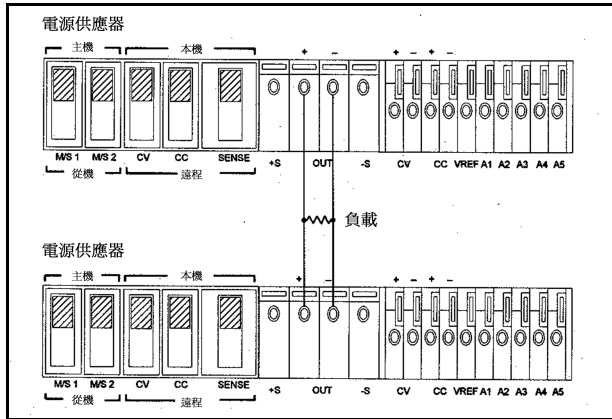 電源供應器
主機 本機 + − + − + −
M/S 1 M/S 2 CV CC SENSE +S OUT -S CV CC VREF A1 A2 A3 A4 A5
從機 遠程
負載
電源供應器
主機 本機 + − + − + −
M/S 1 M/S 2 CV CC SENSE +S OUT -S CV CC VREF A1 A2 A3 A4 A5
從機 遠程